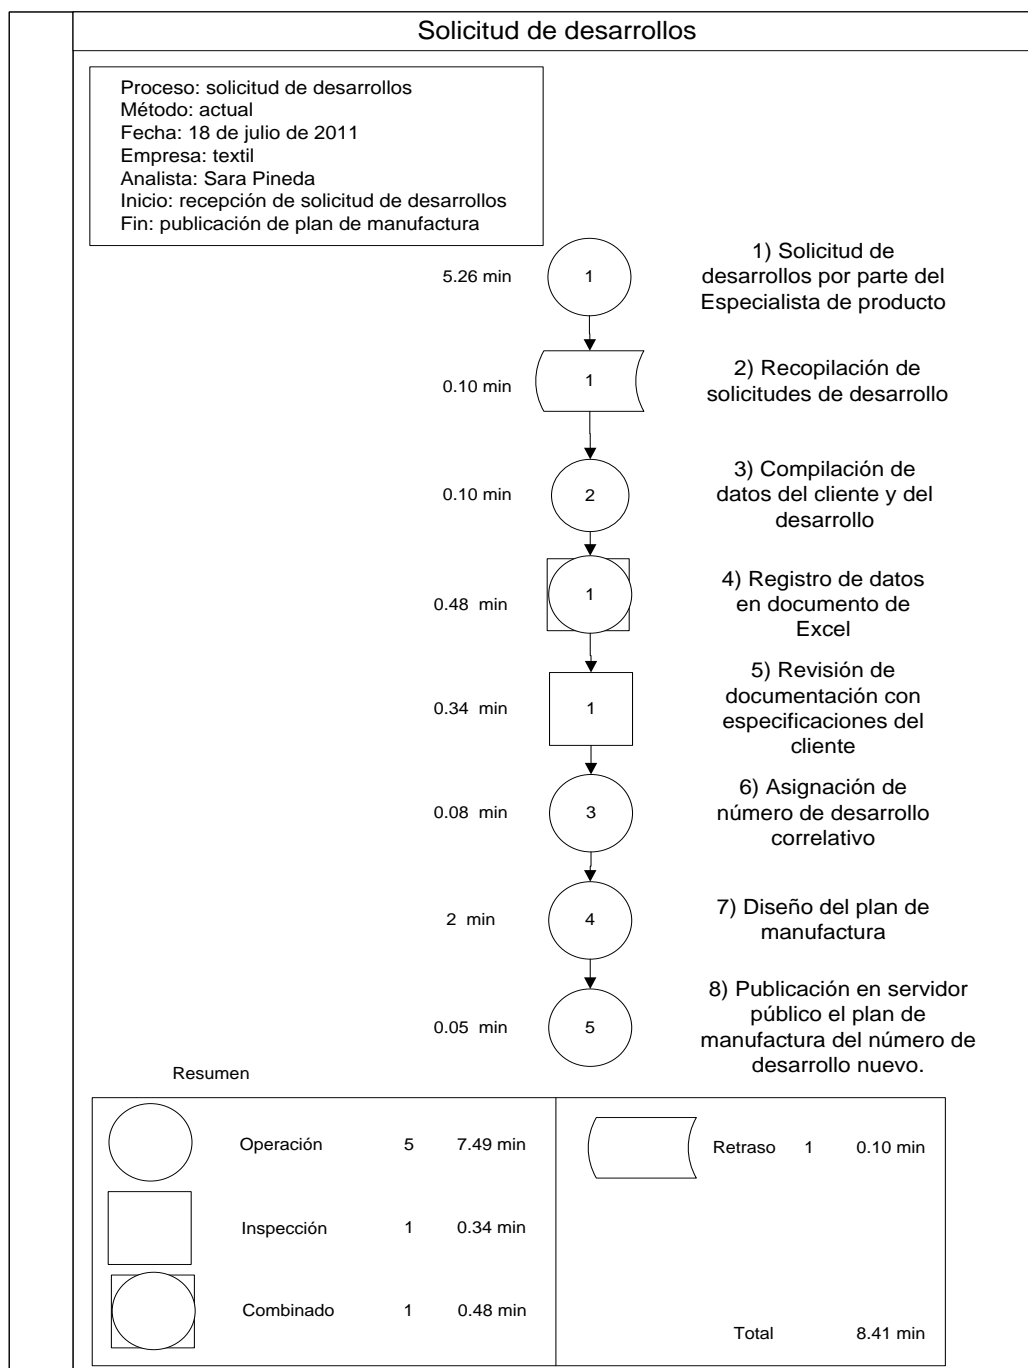 Solicitud de desarrollos
Proceso: solicitud de desarrollos
Método: actual
Fecha: 18 de julio de 2011
Empresa: textil
Analista: Sara Pineda
Inicio: recepción de solicitud de desarrollos
Fin: publicación de plan de manufactura
5.26 min
1
1) Solicitud de
desarrollos por parte del
Especialista de producto
0.10 min
1
2) Recopilación de
solicitudes de desarrollo
0.10 min
2
3) Compilación de
datos del cliente y del
desarrollo
0.48 min
1
4) Registro de datos
en documento de
Excel
0.34 min
1
5) Revisión de
documentación con
especificaciones del
cliente
0.08 min
3
6) Asignación de
número de desarrollo
correlativo
2 min
4
7) Diseño del plan de
manufactura
0.05 min
5
8) Publicación en servidor
público el plan de
manufactura del número de
desarrollo nuevo.
Resumen
Operación 5 7.49 min
Inspección 1 0.34 min
Combinado 1 0.48 min
Retraso 1 0.10 min
Total 8.41 min